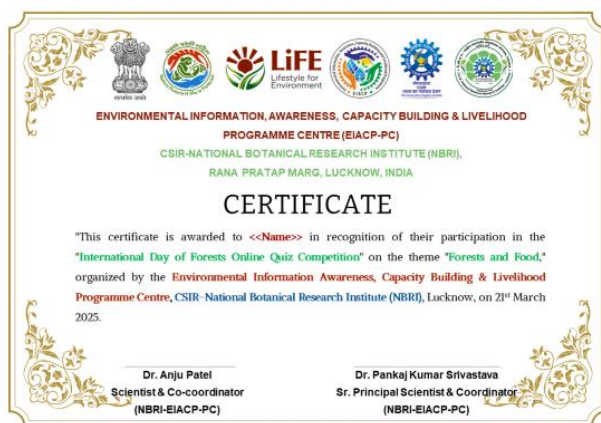 सत्यमेव जयते
LiFE
Lifestyle for
Environment
EIACP
ENVIRONMENTAL INFORMATION, AWARENESS, CAPACITY BUILDING & LIVELIHOOD
PROGRAMME CENTRE (EIACP-PC)
CSIR-NATIONAL BOTANICAL RESEARCH INSTITUTE (NBRI),
RANA PRATAP MARG, LUCKNOW, INDIA
CERTIFICATE
"This certificate is awarded to <<Name>> in recognition of their participation in the
"International Day of Forests Online Quiz Competition" on the theme "Forests and Food,"
organized by the Environmental Information Awareness, Capacity Building & Livelihood
Programme Centre, CSIR-National Botanical Research Institute (NBRI), Lucknow, on 21st March
2025.
Dr. Anju Patel
Scientist & Co-coordinator
(NBRI-EIACP-PC)
Dr. Pankaj Kumar Srivastava
Sr. Principal Scientist & Coordinator
(NBRI-EIACP-PC)